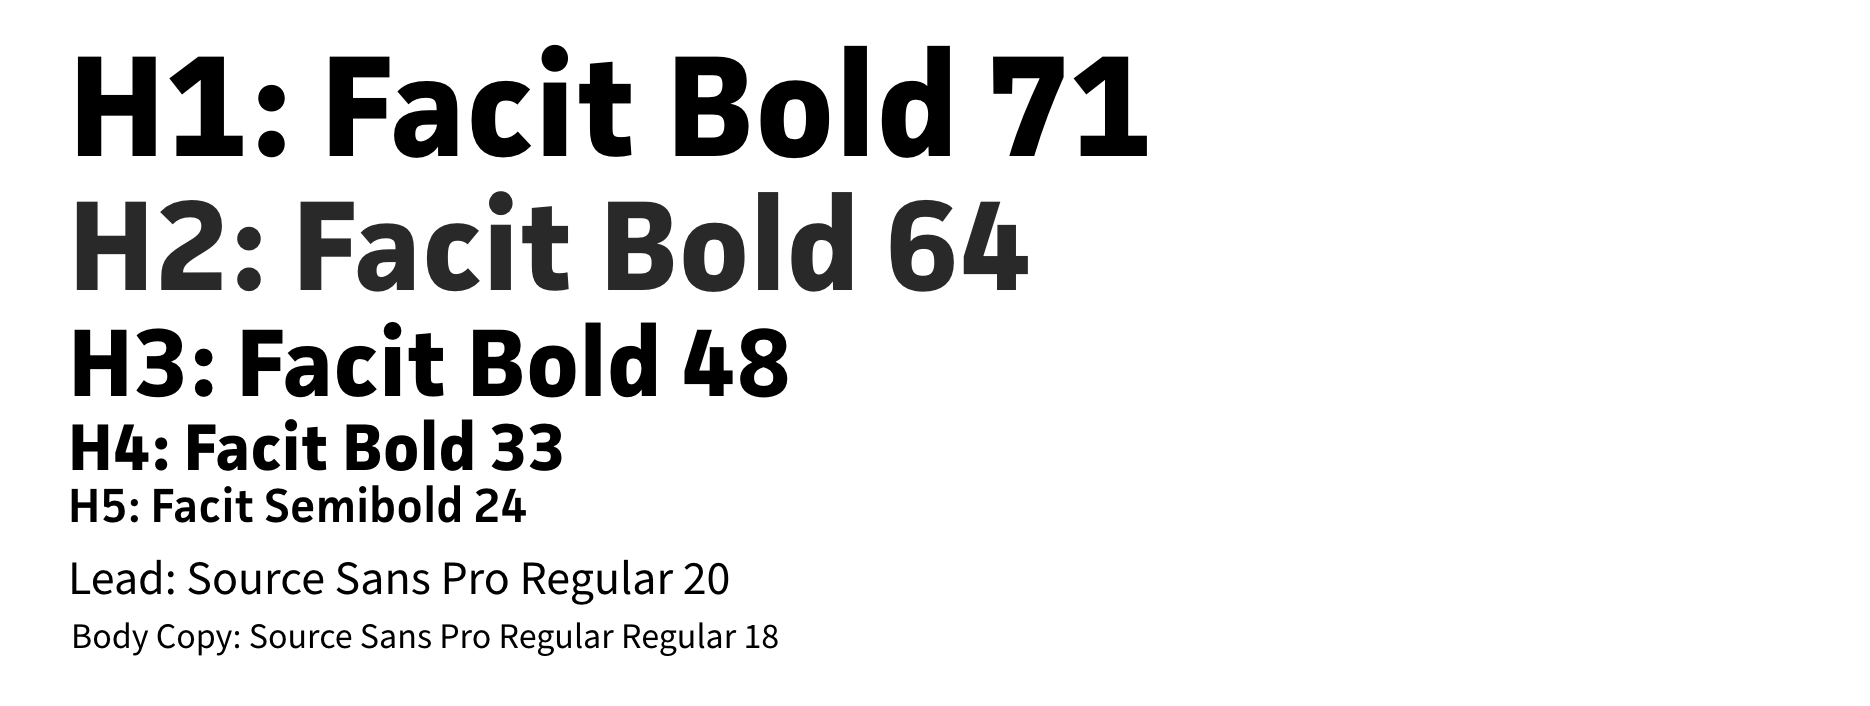 H1: Facit Bold 71
H2: Facit Bold 64
H3: Facit Bold 48
H4: Facit Bold 33
H5: Facit Semibold 24
Lead: Source Sans Pro Regular 20
Body Copy: Source Sans Pro Regular Regular 18